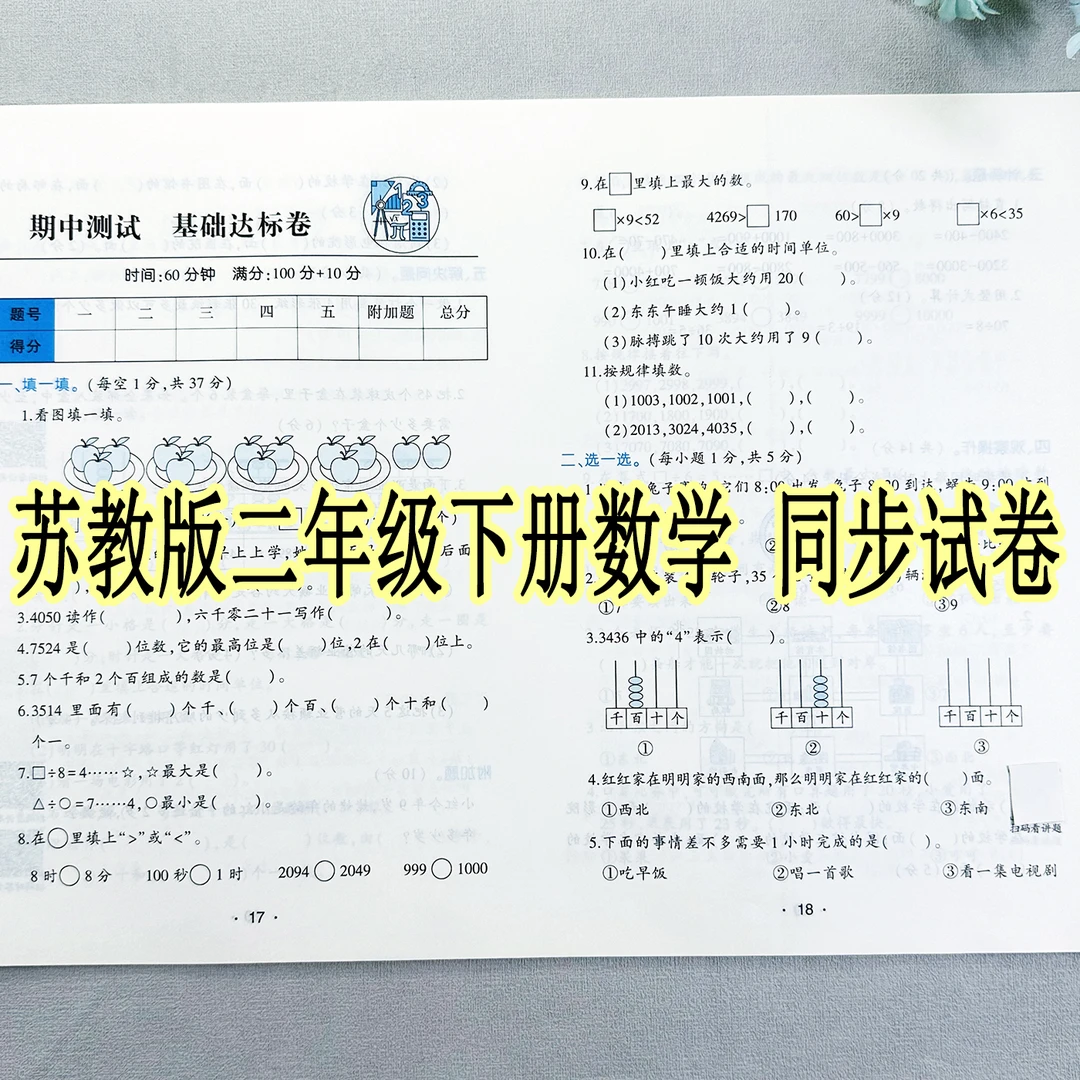 期中测试 基础达标卷
时间:60分钟 满分:100分+10分
题号 一 二 三 四 五 附加题 总分
得分
一、填一填。(每空1分,共37分)
1.看图填一填。
苏教版二年级下册数学 同步试卷
3.4050读作( ),六千零二十一写作( )。
4.7524是( )位数,它的最高位是( )位,2在( )位上。
5.7个千和2个百组成的数是( )。
6.3514里面有( )个千、( )个百、( )个十和( )
个一。
7.□÷8=4……☆,☆最大是( )。
△÷○=7……4,○最小是( )。
8.在○里填上“>”或“<”。
8时○8分 100秒○1时 2094○2049 999○1000
·17·
9.在□里填上最大的数。
□×9<52 4269>□170 60>□×9 □×6<35
10.在( )里填上合适的时间单位。
(1)小红吃一顿饭大约用20( )。
(2)东东午睡大约1( )。
(3)脉搏跳了10次大约用了9( )。
11.按规律填数。
(1)1003,1002,1001,( ),( )。
(2)2013,3024,4035,( ),( )。
二、选一选。(每小题1分,共5分)
②8 ③9
3.3436中的“4”表示( )。
千百十个 千百十个 千百十个
① ② ③
4.红红家在明明家的西南面,那么明明家在红红家的( )面。
①西北 ②东北 ③东南
扫码看讲题
5.下面的事情差不多需要1小时完成的是( )。
①吃早饭 ②唱一首歌 ③看一集电视剧
·18·